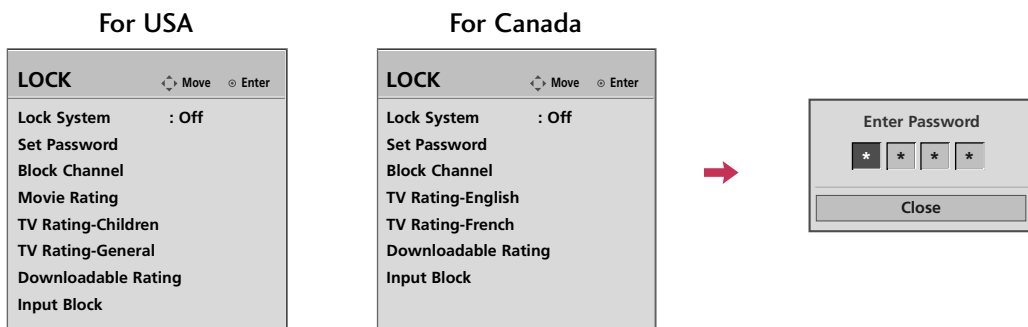 For USA
LOCK Move Enter
Lock System : Off
Set Password
Block Channel
Movie Rating
TV Rating-Children
TV Rating-General
Downloadable Rating
Input Block
For Canada
LOCK Move Enter
Lock System : Off
Set Password
Block Channel
TV Rating-English
TV Rating-French
Downloadable Rating
Input Block
Enter Password
* * * *
Close